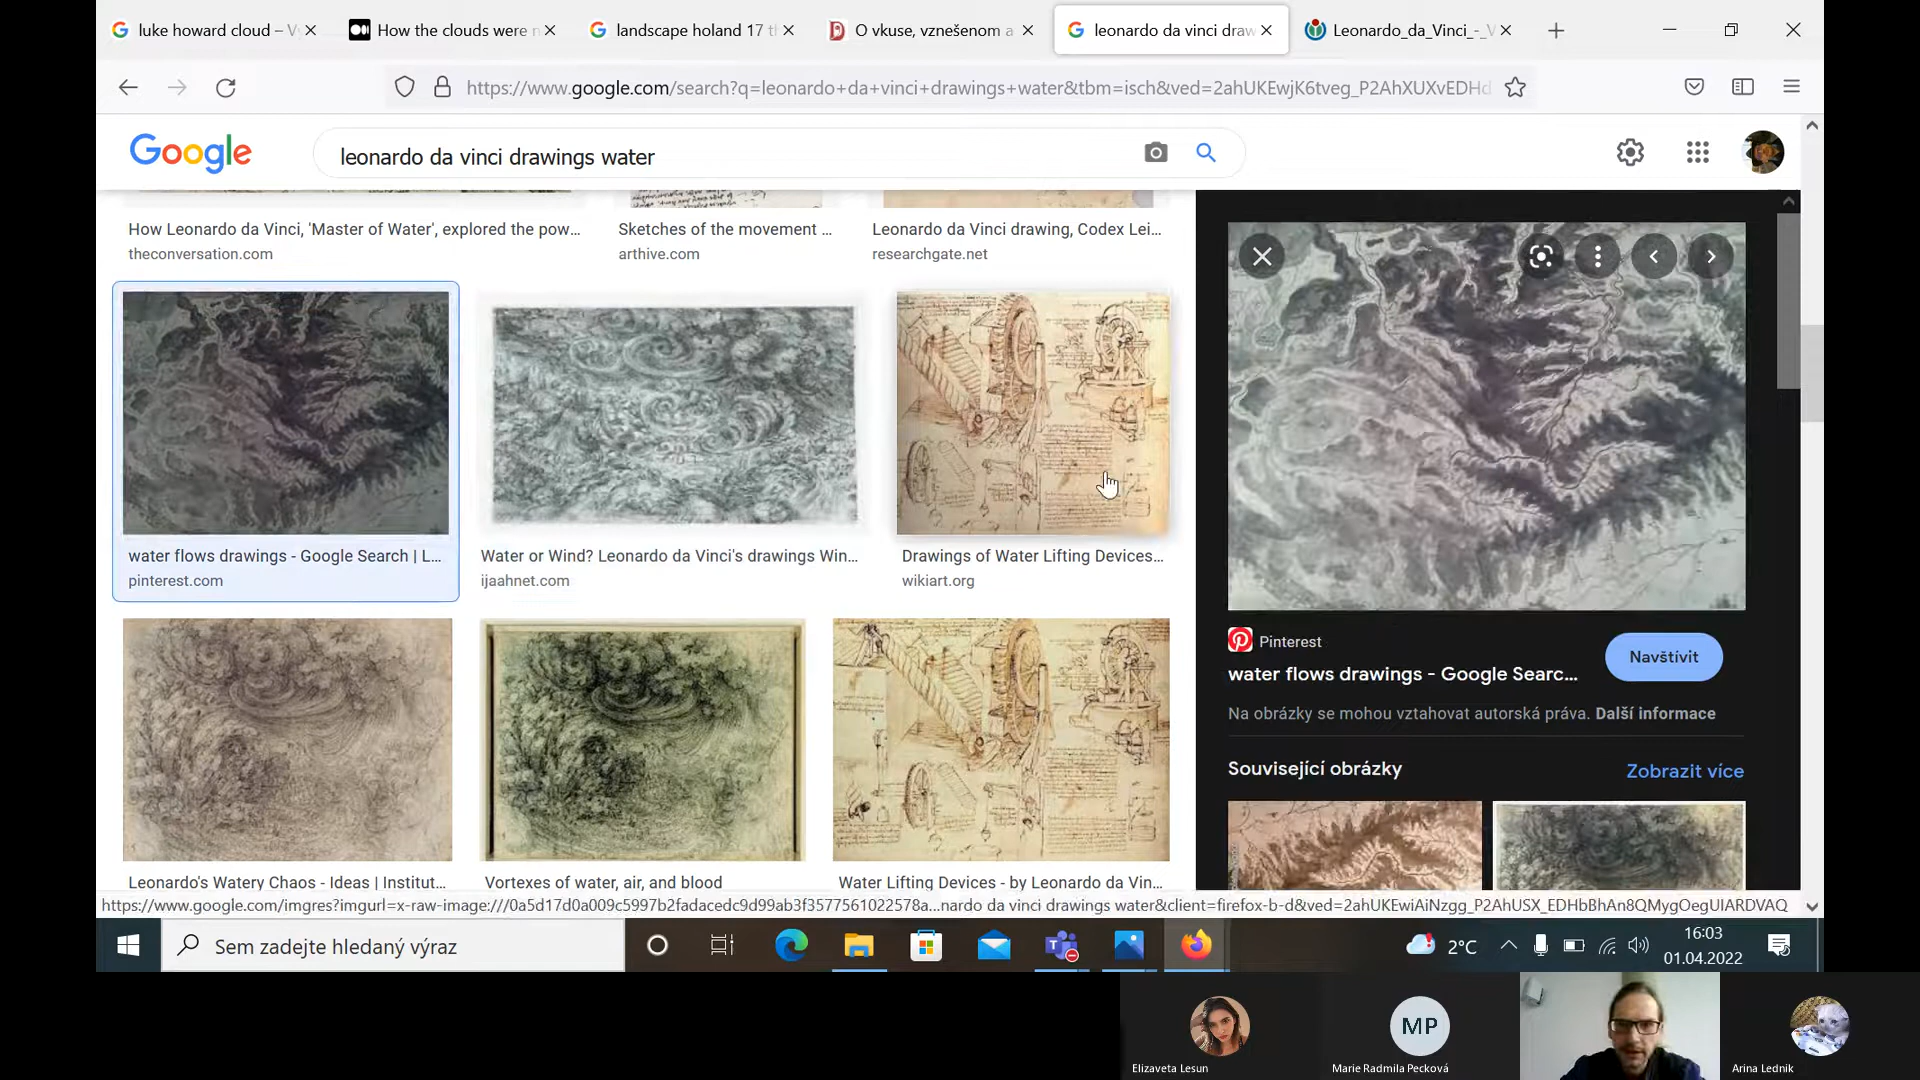 luke howard cloud – V
How the clouds were n
landscape holand 17 t
O vkuse, vznešenom a
leonardo da vinci draw
Leonardo_da_Vinci_-_V
https://www.google.com/search?q=leonardo+da+vinci+drawings+water&tbm=isch&ved=2ahUKEwjK6tveg_P2AhXUXvEDHd
Google
leonardo da vinci drawings water
How Leonardo da Vinci, 'Master of Water', explored the pow...
theconversation.com
Sketches of the movement ...
arthive.com
Leonardo da Vinci drawing, Codex Lei...
researchgate.net
water flows drawings - Google Search | L...
pinterest.com
Water or Wind? Leonardo da Vinci's drawings Win...
ijaahnet.com
Drawings of Water Lifting Devices...
wikiart.org
Leonardo's Watery Chaos - Ideas | Institut...
Vortexes of water, air, and blood
Water Lifting Devices - by Leonardo da Vin...
Pinterest
water flows drawings - Google Searc...
Navštívit
Na obrázky se mohou vztahovat autorská práva. Další informace
Související obrázky
Zobrazit více
https://www.google.com/imgres?imgurl=x-raw-image:///0a5d17d0a009c5997b2fadacedc9d99ab3f3577561022578a...nardo da vinci drawings water&client=firefox-b-d&ved=2ahUKEwiAiNzgg_P2AhUSX_EDHbBhAn8QMygOegUIARDVAQ
Sem zadejte hledaný výraz
2°C
16:03
01.04.2022
MP
Elizaveta Lesun
Marie Radmila Pecková
Arina Lednik